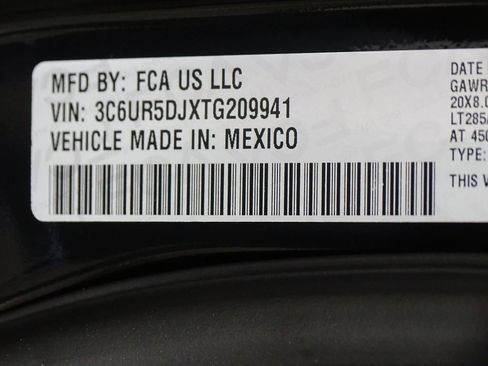 MFD BY: FCA US LLC
VIN: 3C6UR5DJXTG209941
VEHICLE MADE IN: MEXICO
DATE
GAWR
20X8.0
LT285/
AT 450
TYPE:
THIS V